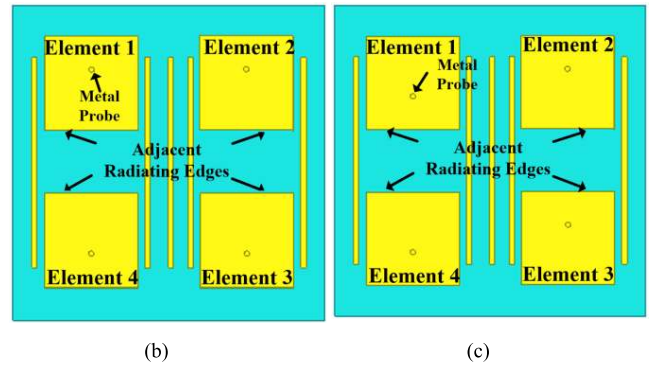 Element 1
Element 2
Metal
Probe
Adjacent
Radiating Edges
Element 4
Element 3
(b)
Element 1
Element 2
Metal
Probe
Adjacent
Radiating Edges
Element 4
Element 3
(c)